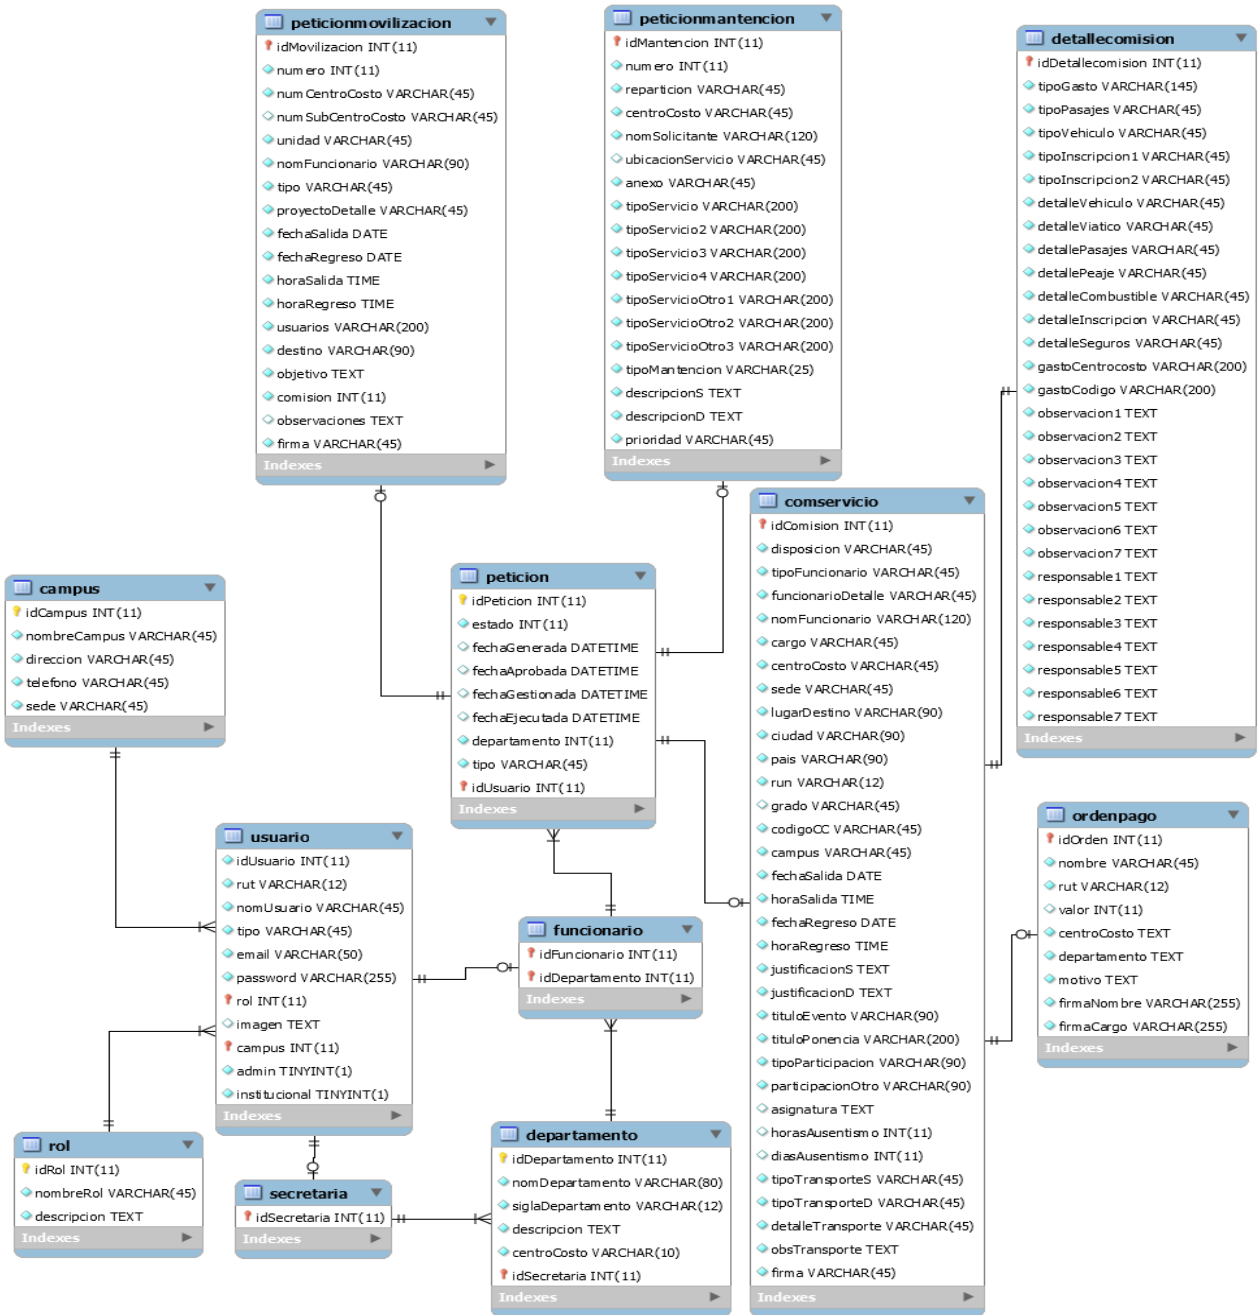 peticionmovilizacion
idMovilizacion INT(11)
numero INT(11)
numCentroCosto VARCHAR(45)
numSubCentroCosto VARCHAR(45)
unidad VARCHAR(45)
nomFuncionario VARCHAR(90)
tipo VARCHAR(45)
proyectoDetalle VARCHAR(45)
fechaSalida DATE
fechaRegreso DATE
horaSalida TIME
horaRegreso TIME
usuarios VARCHAR(200)
destino VARCHAR(90)
objetivo TEXT
comision INT(11)
observaciones TEXT
firma VARCHAR(45)
Indexes
peticionmantencion
idMantencion INT(11)
numero INT(11)
reparticion VARCHAR(45)
centroCosto VARCHAR(45)
nomSolicitante VARCHAR(120)
ubicacionServicio VARCHAR(45)
anexo VARCHAR(45)
tipoServicio VARCHAR(200)
tipoServicio2 VARCHAR(200)
tipoServicio3 VARCHAR(200)
tipoServicio4 VARCHAR(200)
tipoServicioOtro1 VARCHAR(200)
tipoServicioOtro2 VARCHAR(200)
tipoServicioOtro3 VARCHAR(200)
tipoMantencion VARCHAR(25)
descripcionS TEXT
descripcionD TEXT
prioridad VARCHAR(45)
Indexes
detallecomision
idDetallecomision INT(11)
tipoGasto VARCHAR(145)
tipoPasajes VARCHAR(45)
tipoVehiculo VARCHAR(45)
tipoInscripcion1 VARCHAR(45)
tipoInscripcion2 VARCHAR(45)
detalleVehiculo VARCHAR(45)
detalleViatico VARCHAR(45)
detallePasajes VARCHAR(45)
detallePeaje VARCHAR(45)
detalleCombustible VARCHAR(45)
detalleInscripcion VARCHAR(45)
detalleSeguros VARCHAR(45)
gastoCentrocosto VARCHAR(200)
gastoCodigo VARCHAR(200)
observacion1 TEXT
observacion2 TEXT
observacion3 TEXT
observacion4 TEXT
observacion5 TEXT
observacion6 TEXT
observacion7 TEXT
responsable1 TEXT
responsable2 TEXT
responsable3 TEXT
responsable4 TEXT
responsable5 TEXT
responsable6 TEXT
responsable7 TEXT
Indexes
comservicio
idComision INT(11)
disposicion VARCHAR(45)
tipoFuncionario VARCHAR(45)
funcionarioDetalle VARCHAR(45)
nomFuncionario VARCHAR(120)
cargo VARCHAR(45)
centroCosto VARCHAR(45)
sede VARCHAR(45)
lugarDestino VARCHAR(90)
ciudad VARCHAR(90)
pais VARCHAR(90)
run VARCHAR(12)
grado VARCHAR(45)
codigoCC VARCHAR(45)
campus VARCHAR(45)
fechaSalida DATE
horaSalida TIME
fechaRegreso DATE
horaRegreso TIME
justificacionS TEXT
justificacionD TEXT
tituloEvento VARCHAR(90)
tituloPonencia VARCHAR(200)
tipoParticipacion VARCHAR(90)
participacionOtro VARCHAR(90)
asignatura TEXT
horasAusentismo INT(11)
diasAusentismo INT(11)
tipoTransporteS VARCHAR(45)
tipoTransporteD VARCHAR(45)
detalleTransporte VARCHAR(45)
obsTransporte TEXT
firma VARCHAR(45)
Indexes
peticion
idPeticion INT(11)
estado INT(11)
fechaGenerada DATETIME
fechaAprobada DATETIME
fechaGestionada DATETIME
fechaEjecutada DATETIME
departamento INT(11)
tipo VARCHAR(45)
idUsuario INT(11)
Indexes
campus
idCampus INT(11)
nombreCampus VARCHAR(45)
direccion VARCHAR(45)
telefono VARCHAR(45)
sede VARCHAR(45)
Indexes
ordenpago
idOrden INT(11)
nombre VARCHAR(45)
rut VARCHAR(12)
valor INT(11)
centroCosto TEXT
departamento TEXT
motivo TEXT
firmaNombre VARCHAR(255)
firmaCargo VARCHAR(255)
Indexes
usuario
idUsuario INT(11)
rut VARCHAR(12)
nomUsuario VARCHAR(45)
tipo VARCHAR(45)
email VARCHAR(50)
password VARCHAR(255)
rol INT(11)
imagen TEXT
campus INT(11)
admin TINYINT(1)
institucional TINYINT(1)
Indexes
funcionario
idFuncionario INT(11)
idDepartamento INT(11)
Indexes
rol
idRol INT(11)
nombreRol VARCHAR(45)
descripcion TEXT
Indexes
secretaria
idSecretaria INT(11)
Indexes
departamento
idDepartamento INT(11)
nomDepartamento VARCHAR(80)
siglaDepartamento VARCHAR(12)
descripcion TEXT
centroCosto VARCHAR(10)
idSecretaria INT(11)
Indexes